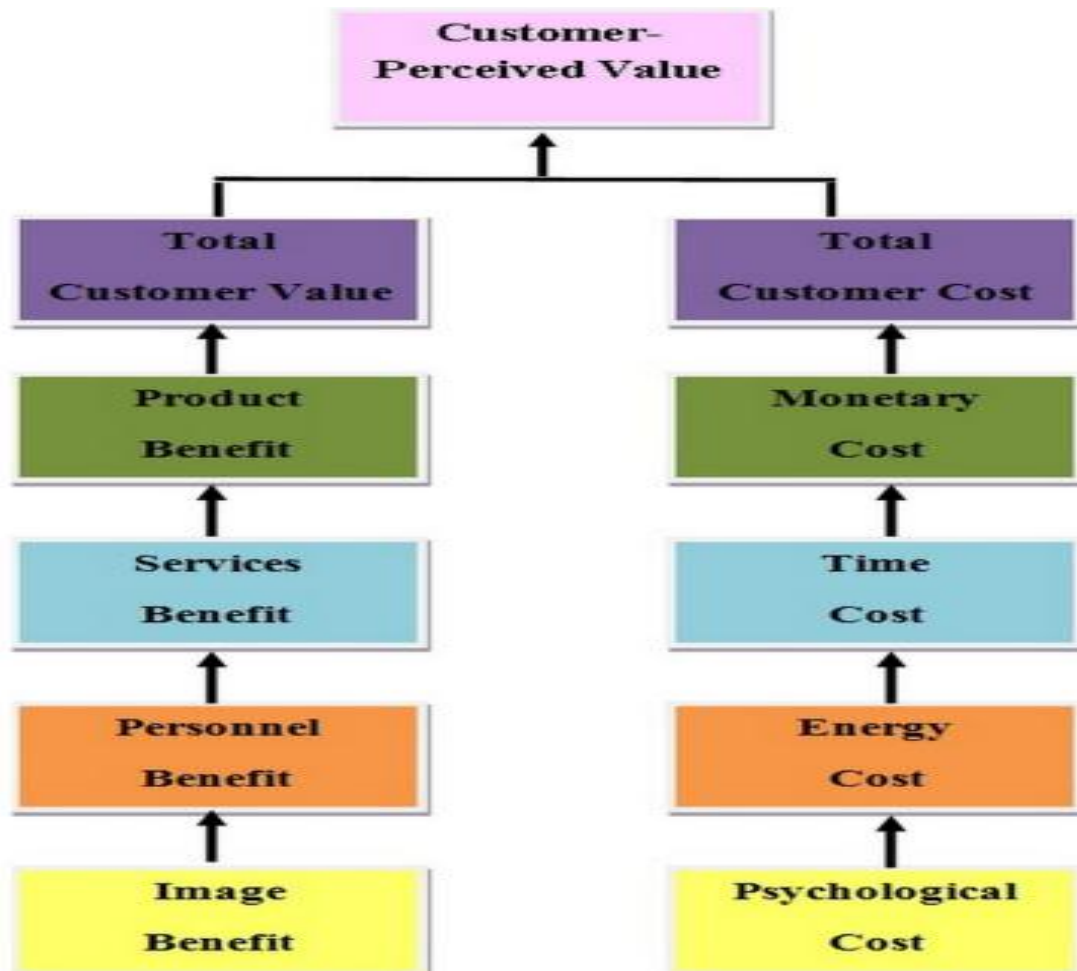 Customer-
Perceived Value
Total
Customer Value
Total
Customer Cost
Product
Benefit
Monetary
Cost
Services
Benefit
Time
Cost
Personnel
Benefit
Energy
Cost
Image
Benefit
Psychological
Cost